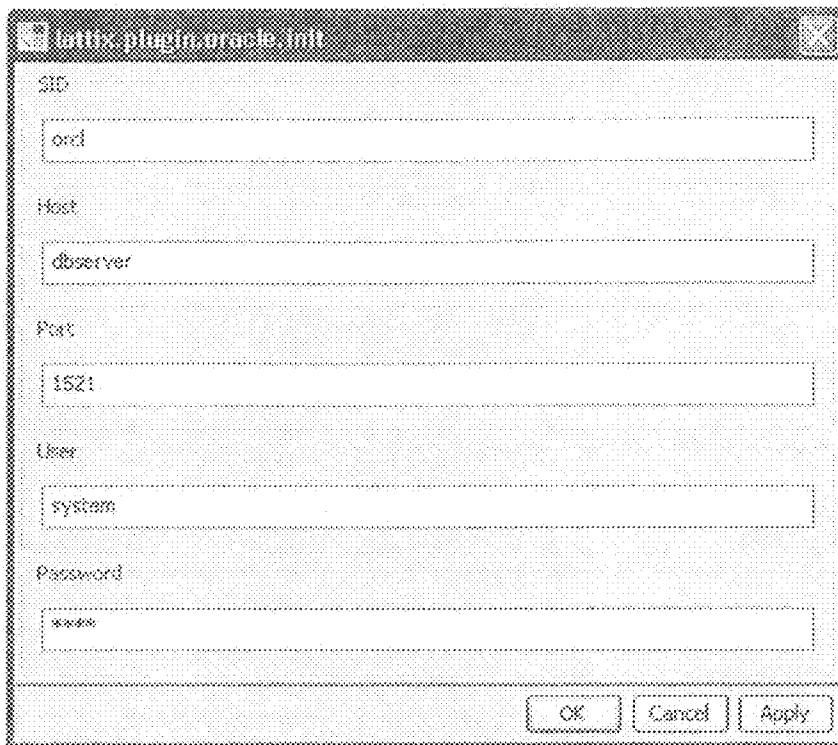 lattix.plugin.oracle.init
SID
orcl
Host
dbserver
Port
1521
User
system
Password
****
OK Cancel Apply